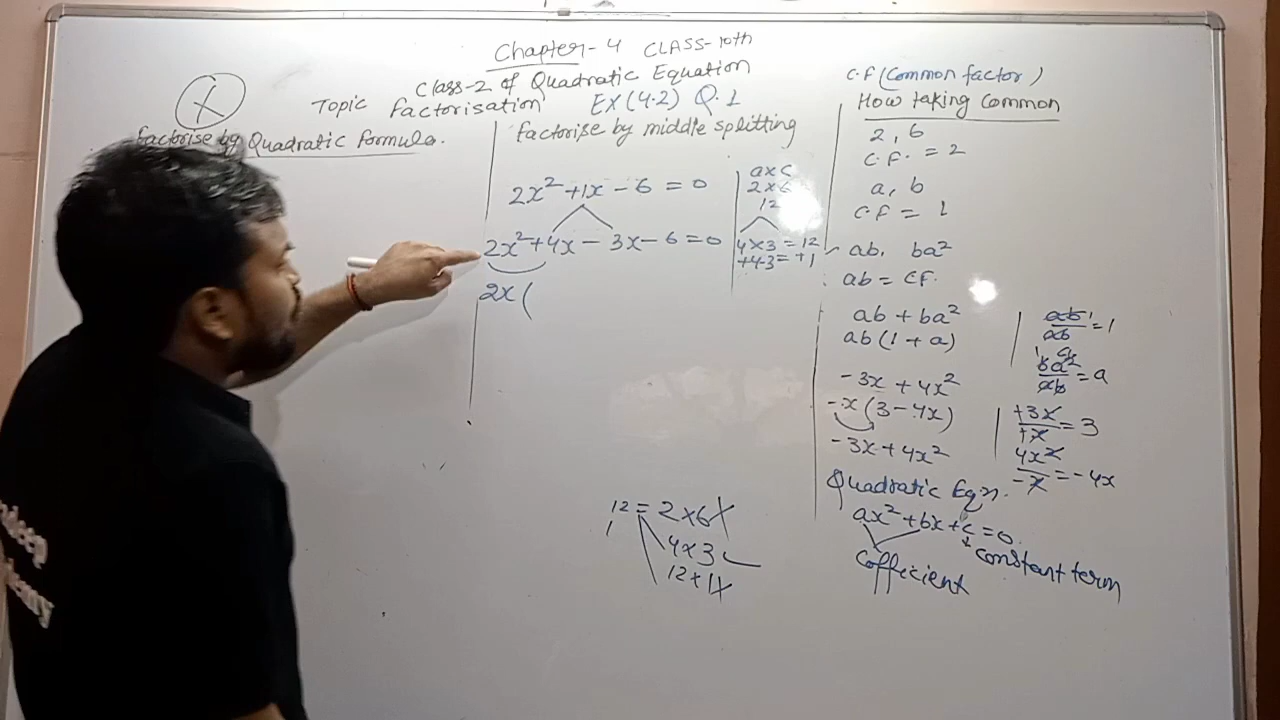 Chapter-4 CLASS-10th
Class-2 of Quadratic Equation
Topic Factorisation EX(4.2) Q.1
factorise by Quadratic formula.
factorise by middle splitting
2x² + 1x - 6 = 0
2x² + 4x - 3x - 6 = 0
2x (
a×c
2×6
12
4×3 = 12
+4-3 = +1
12 = 2×6
4×3
12×1
C.F (Common factor)
How taking Common
2, 6
C.F. = 2
a, b
C.F = 1
ab, ba²
ab = CF.
ab + ba²
ab (1 + a)
ab/ab = 1
ba²/ab = a
-3x + 4x²
-x (3 - 4x)
-3x + 4x²
+3x/+x = 3
4x²/-x = -4x
Quadratic Eqn.
ax² + bx + c = 0.
Cofficient
constant term